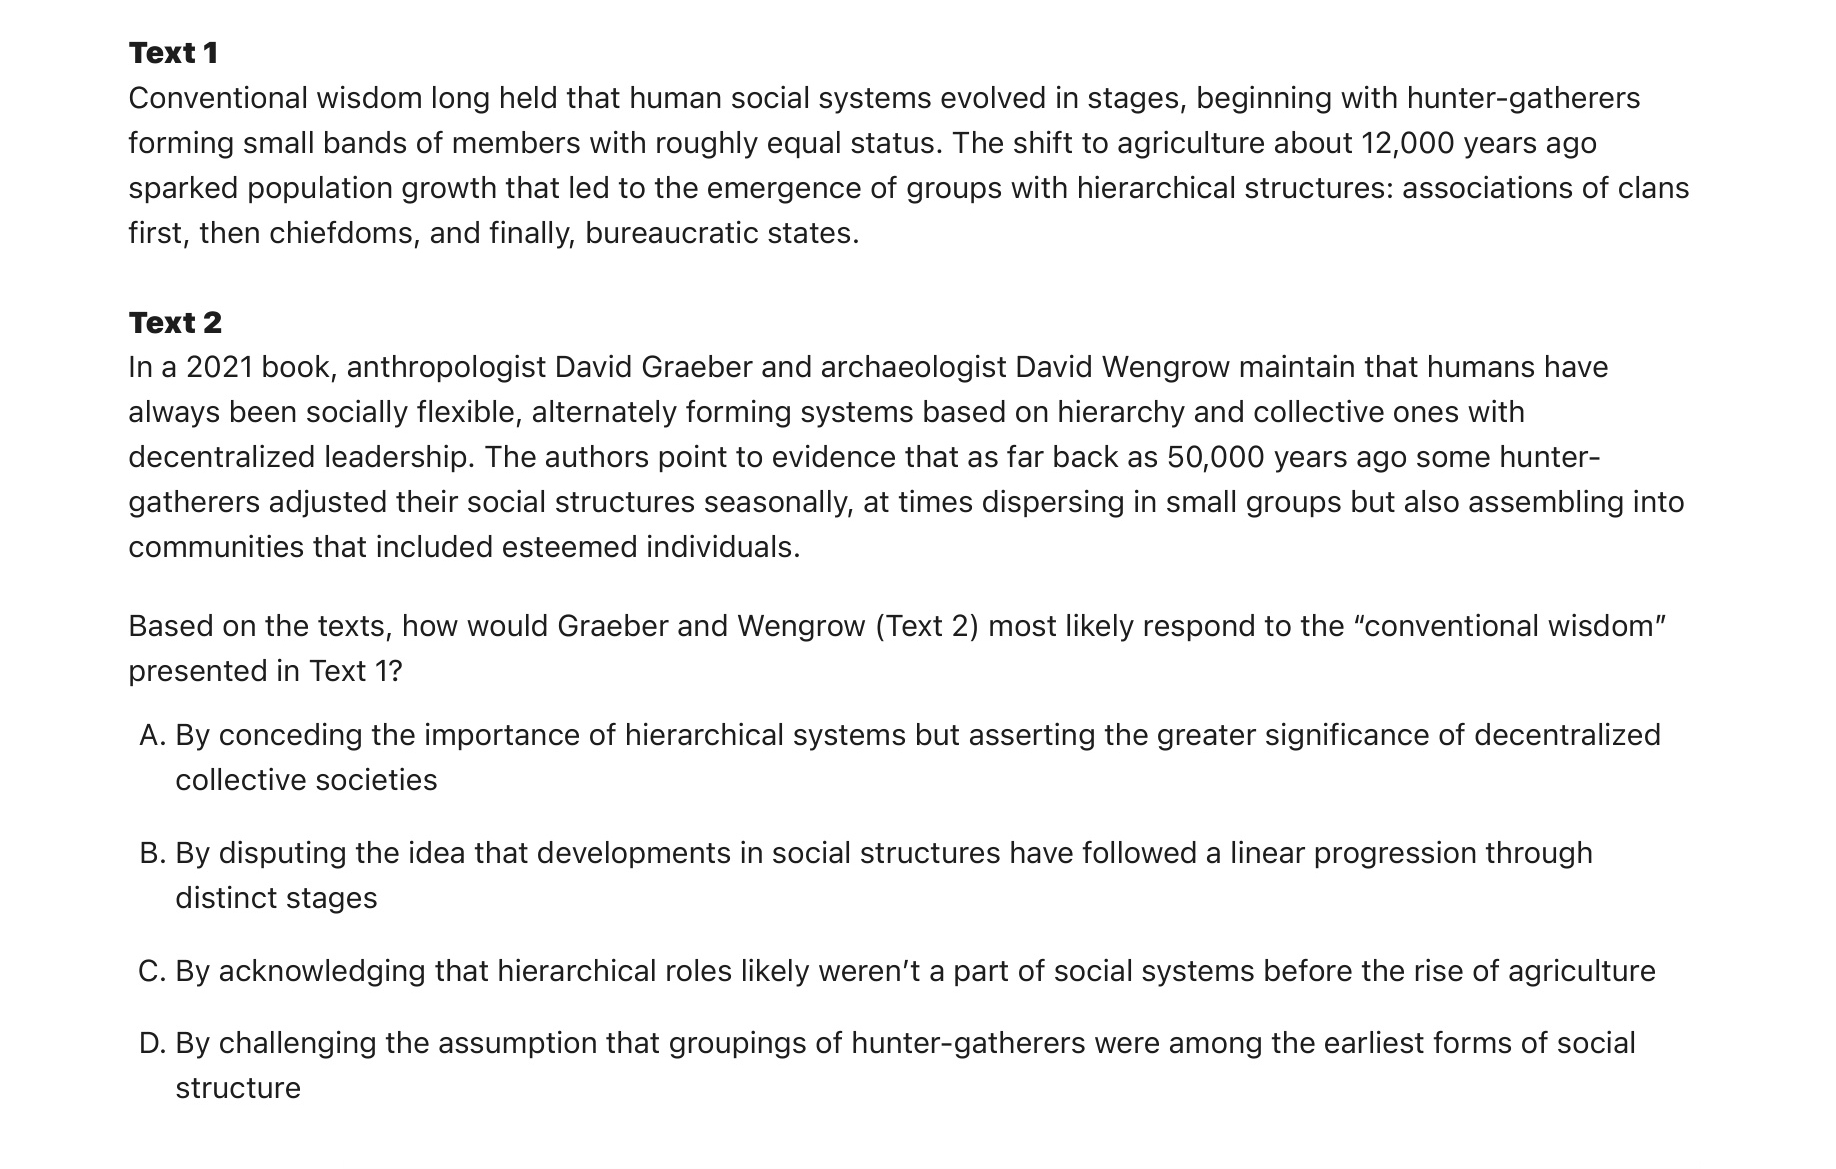 Text 1
Conventional wisdom long held that human social systems evolved in stages, beginning with hunter-gatherers
forming small bands of members with roughly equal status. The shift to agriculture about 12,000 years ago
sparked population growth that led to the emergence of groups with hierarchical structures: associations of clans
first, then chiefdoms, and finally, bureaucratic states.
Text 2
In a 2021 book, anthropologist David Graeber and archaeologist David Wengrow maintain that humans have
always been socially flexible, alternately forming systems based on hierarchy and collective ones with
decentralized leadership. The authors point to evidence that as far back as 50,000 years ago some hunter-
gatherers adjusted their social structures seasonally, at times dispersing in small groups but also assembling into
communities that included esteemed individuals.
Based on the texts, how would Graeber and Wengrow (Text 2) most likely respond to the “conventional wisdom”
presented in Text 1?
A. By conceding the importance of hierarchical systems but asserting the greater significance of decentralized
collective societies
B. By disputing the idea that developments in social structures have followed a linear progression through
distinct stages
C. By acknowledging that hierarchical roles likely weren’t a part of social systems before the rise of agriculture
D. By challenging the assumption that groupings of hunter-gatherers were among the earliest forms of social
structure